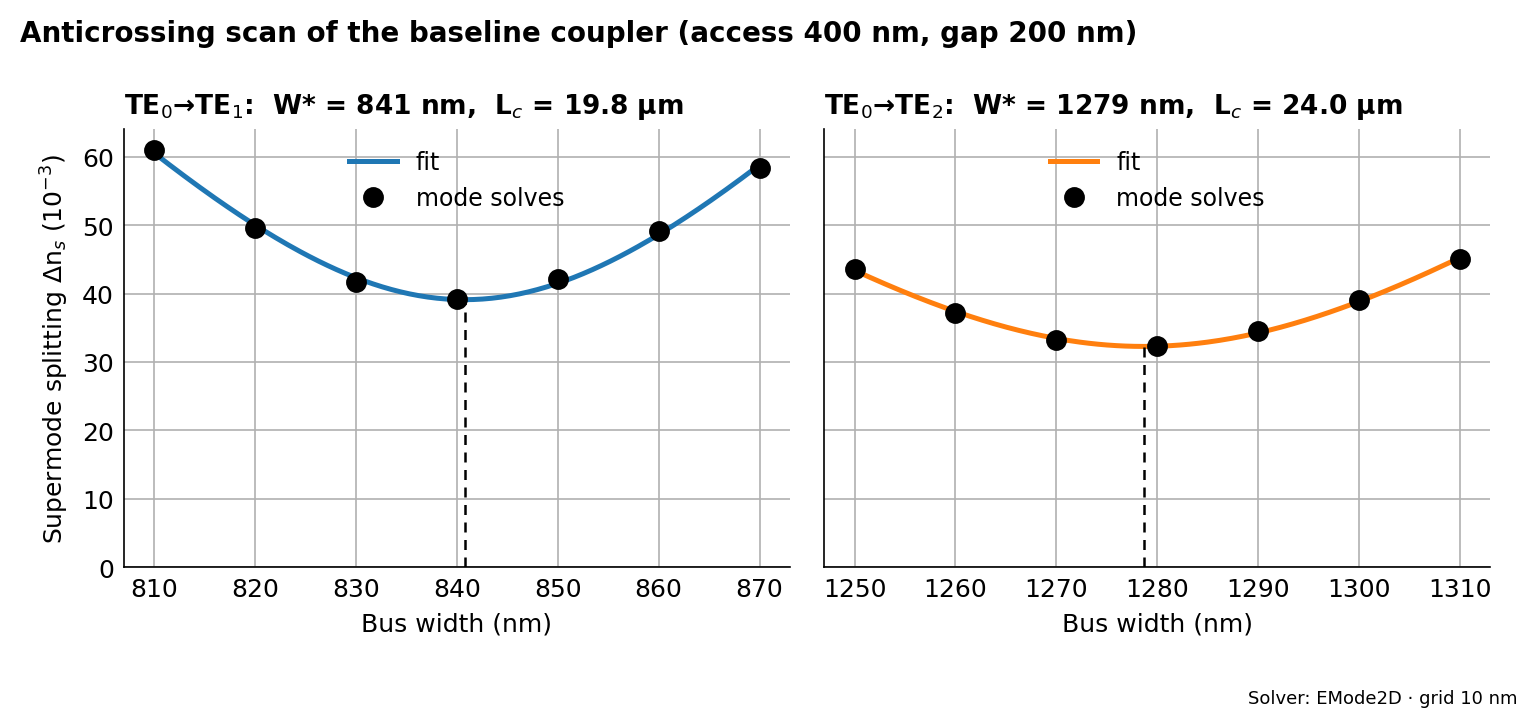 Anticrossing scan of the baseline coupler (access 400 nm, gap 200 nm)
TE₀→TE₁: W* = 841 nm, L_c = 19.8 µm
TE₀→TE₂: W* = 1279 nm, L_c = 24.0 µm
Supermode splitting Δnₛ (10⁻³)
60
50
40
30
20
10
0
fit
mode solves
fit
mode solves
810 820 830 840 850 860 870
1250 1260 1270 1280 1290 1300 1310
Bus width (nm)
Bus width (nm)
Solver: EMode2D · grid 10 nm